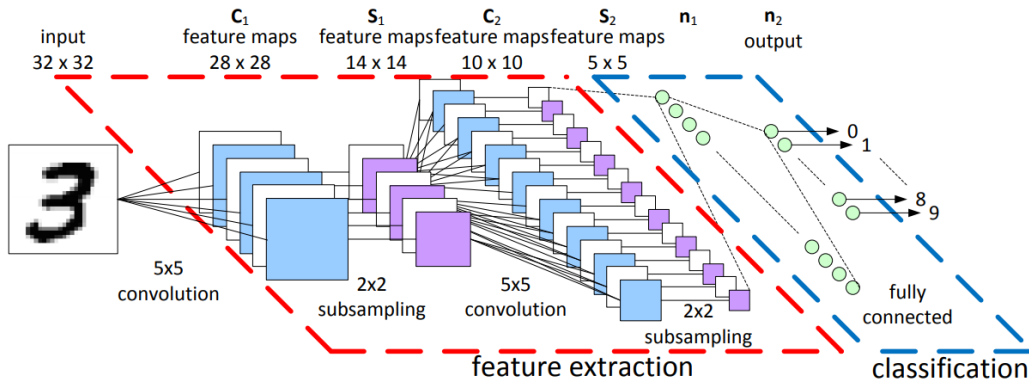 C1 S1 C2 S2 n1 n2
input feature maps feature maps feature maps feature maps output
32 x 32 28 x 28 14 x 14 10 x 10 5 x 5
0
1
8
9
3
5x5
convolution
2x2
subsampling
5x5
convolution
2x2
subsampling
fully
connected
feature extraction
classification